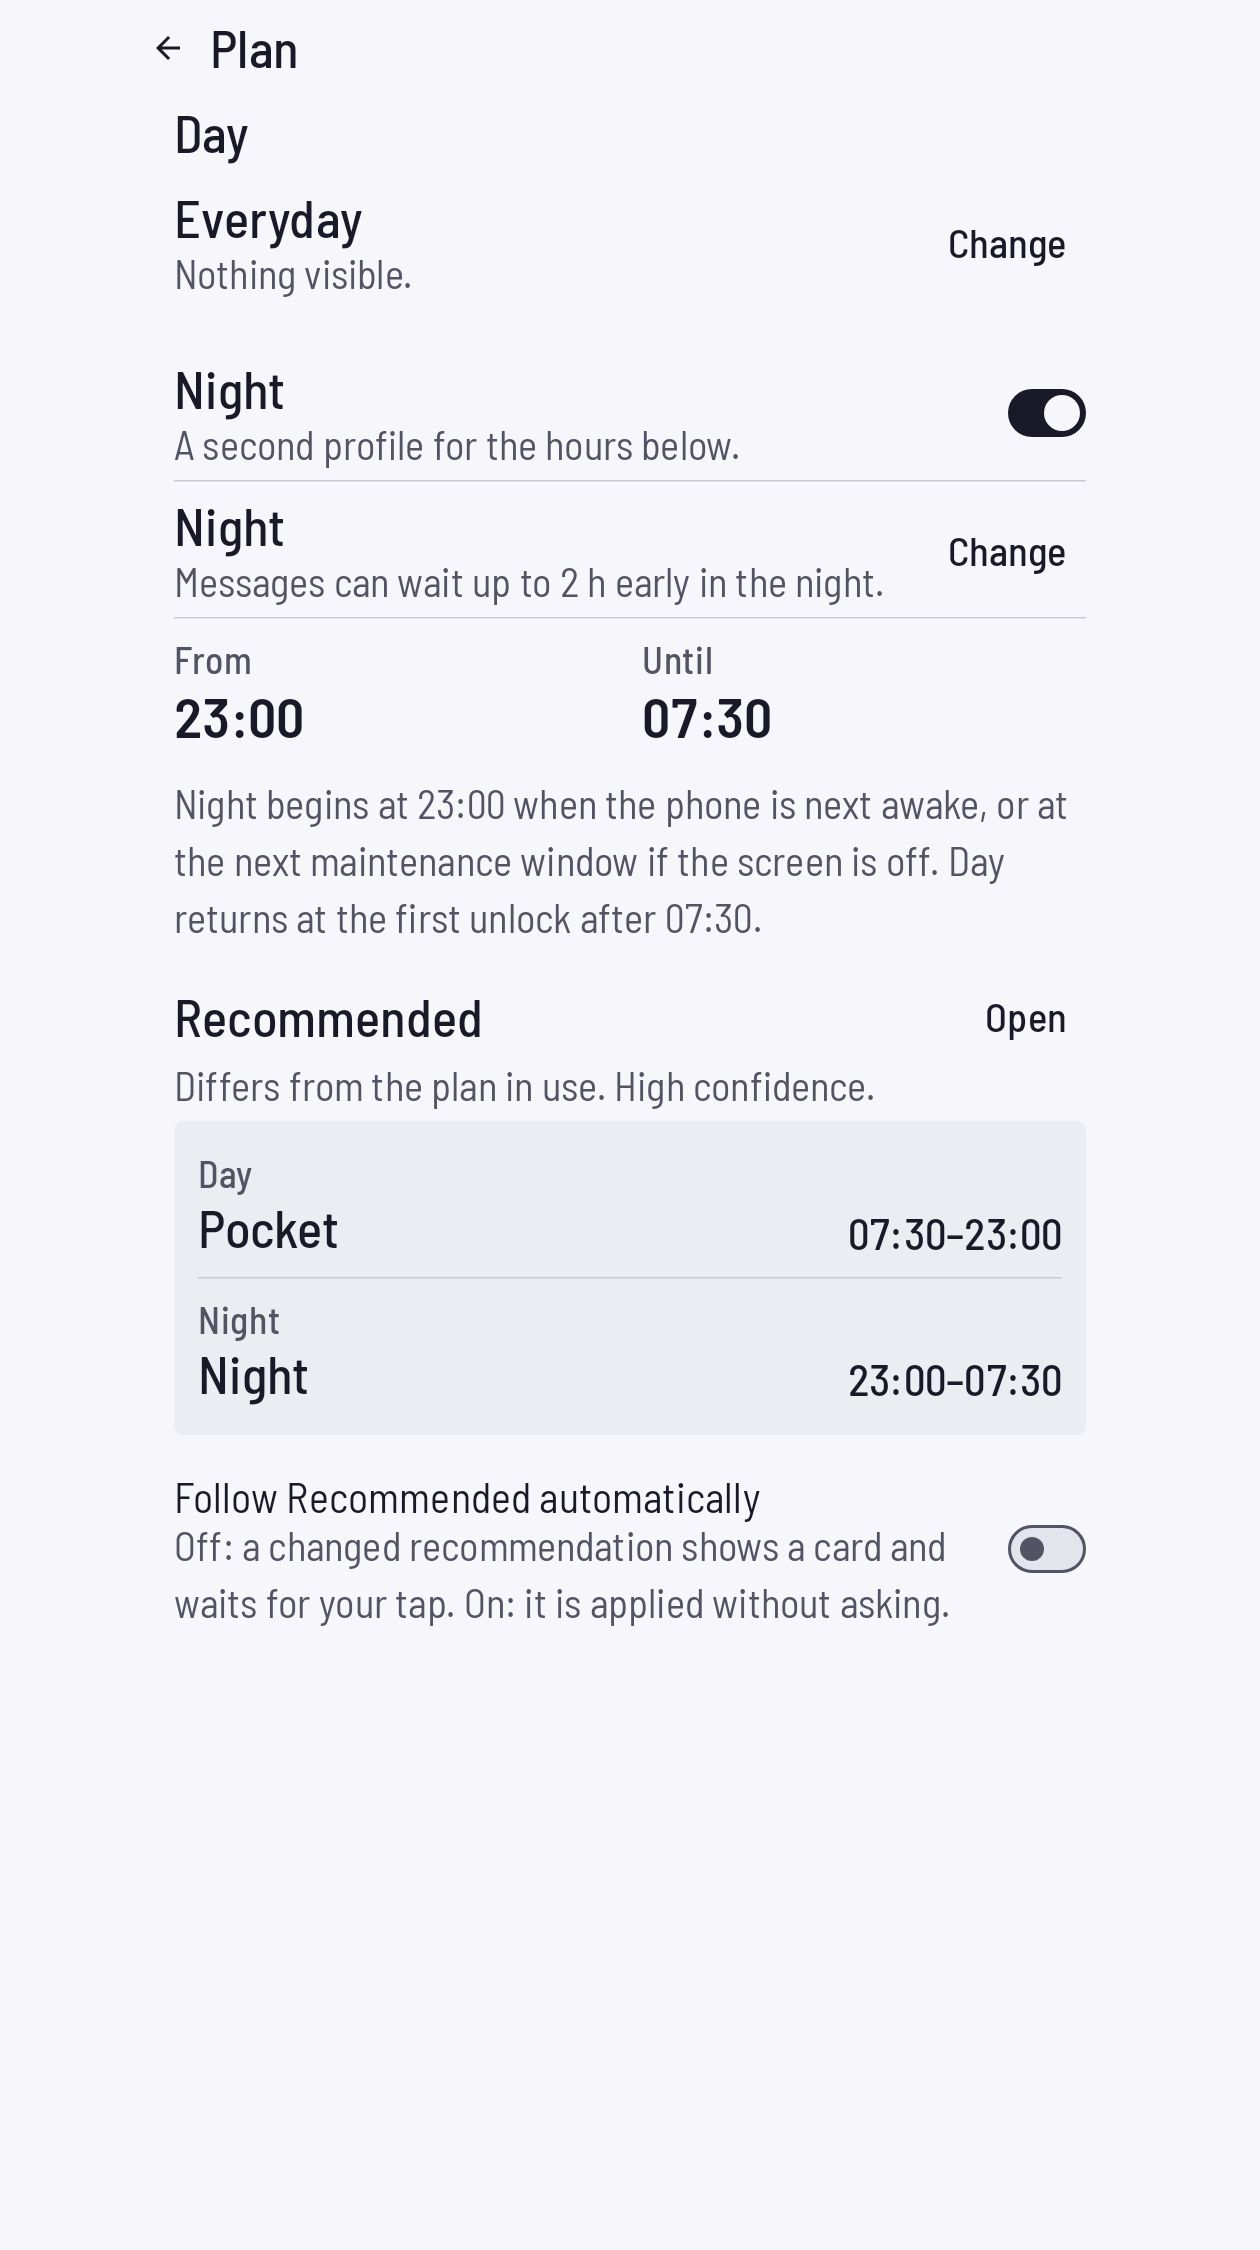 Plan
Day
Everyday
Nothing visible.
Change
Night
A second profile for the hours below.
Night
Messages can wait up to 2 h early in the night.
Change
From
23:00
Until
07:30
Night begins at 23:00 when the phone is next awake, or at
the next maintenance window if the screen is off. Day
returns at the first unlock after 07:30.
Recommended
Open
Differs from the plan in use. High confidence.
Day
Pocket
07:30–23:00
Night
Night
23:00–07:30
Follow Recommended automatically
Off: a changed recommendation shows a card and
waits for your tap. On: it is applied without asking.